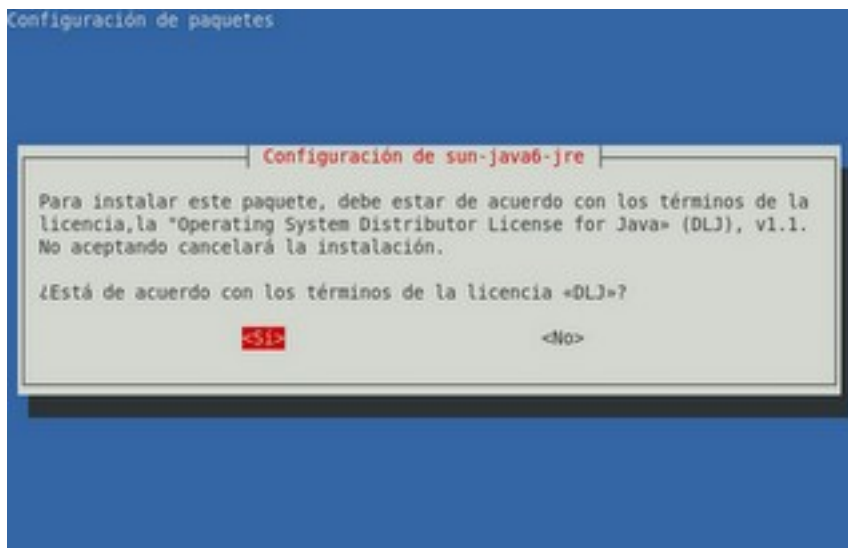 Configuración de paquetes
Configuración de sun-java6-jre
Para instalar este paquete, debe estar de acuerdo con los términos de la
licencia,la "Operating System Distributor License for Java» (DLJ), v1.1.
No aceptando cancelará la instalación.
¿Está de acuerdo con los términos de la licencia «DLJ»?
<Sí> <No>